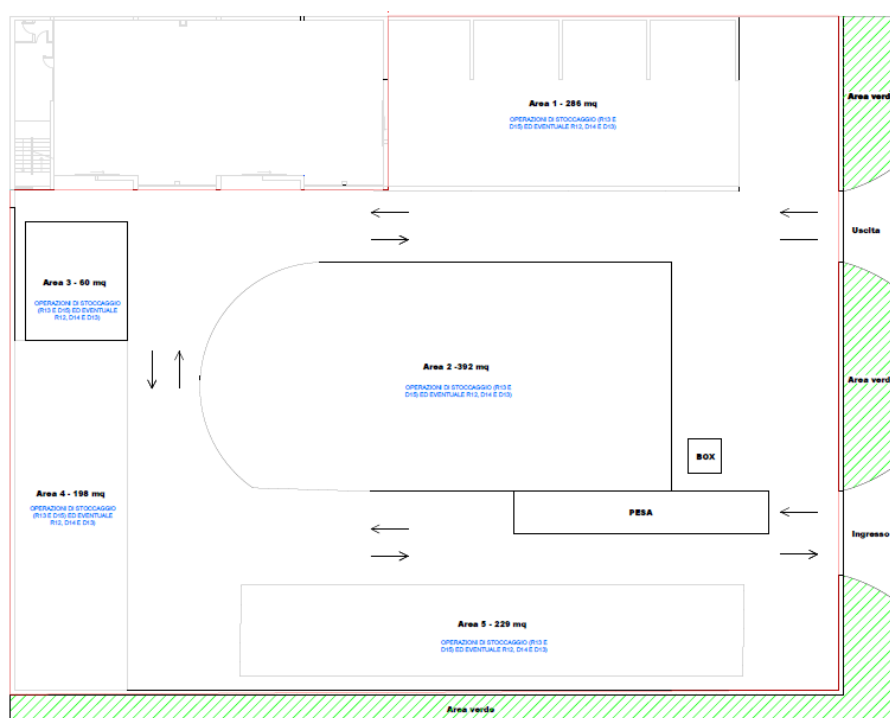 Area 1 - 286 mq
OPERAZIONI DI STOCCAGGIO (R13 E
D15) ED EVENTUALE R12, D14 E D13)
Area verd
Uscita
Area 3 - 60 mq
OPERAZIONI DI STOCCAGGIO
(R13 E D15) ED EVENTUALE
R12, D14 E D13)
Area 2 -392 mq
OPERAZIONI DI STOCCAGGIO (R13 E
D15) ED EVENTUALE R12, D14 E D13)
Area verd
BOX
Area 4 - 198 mq
OPERAZIONI DI STOCCAGGIO
(R13 E D15) ED EVENTUALE
R12, D14 E D13)
PESA
Ingresso
Area 5 - 229 mq
OPERAZIONI DI STOCCAGGIO (R13 E
D15) ED EVENTUALE R12, D14 E D13)
Area verde